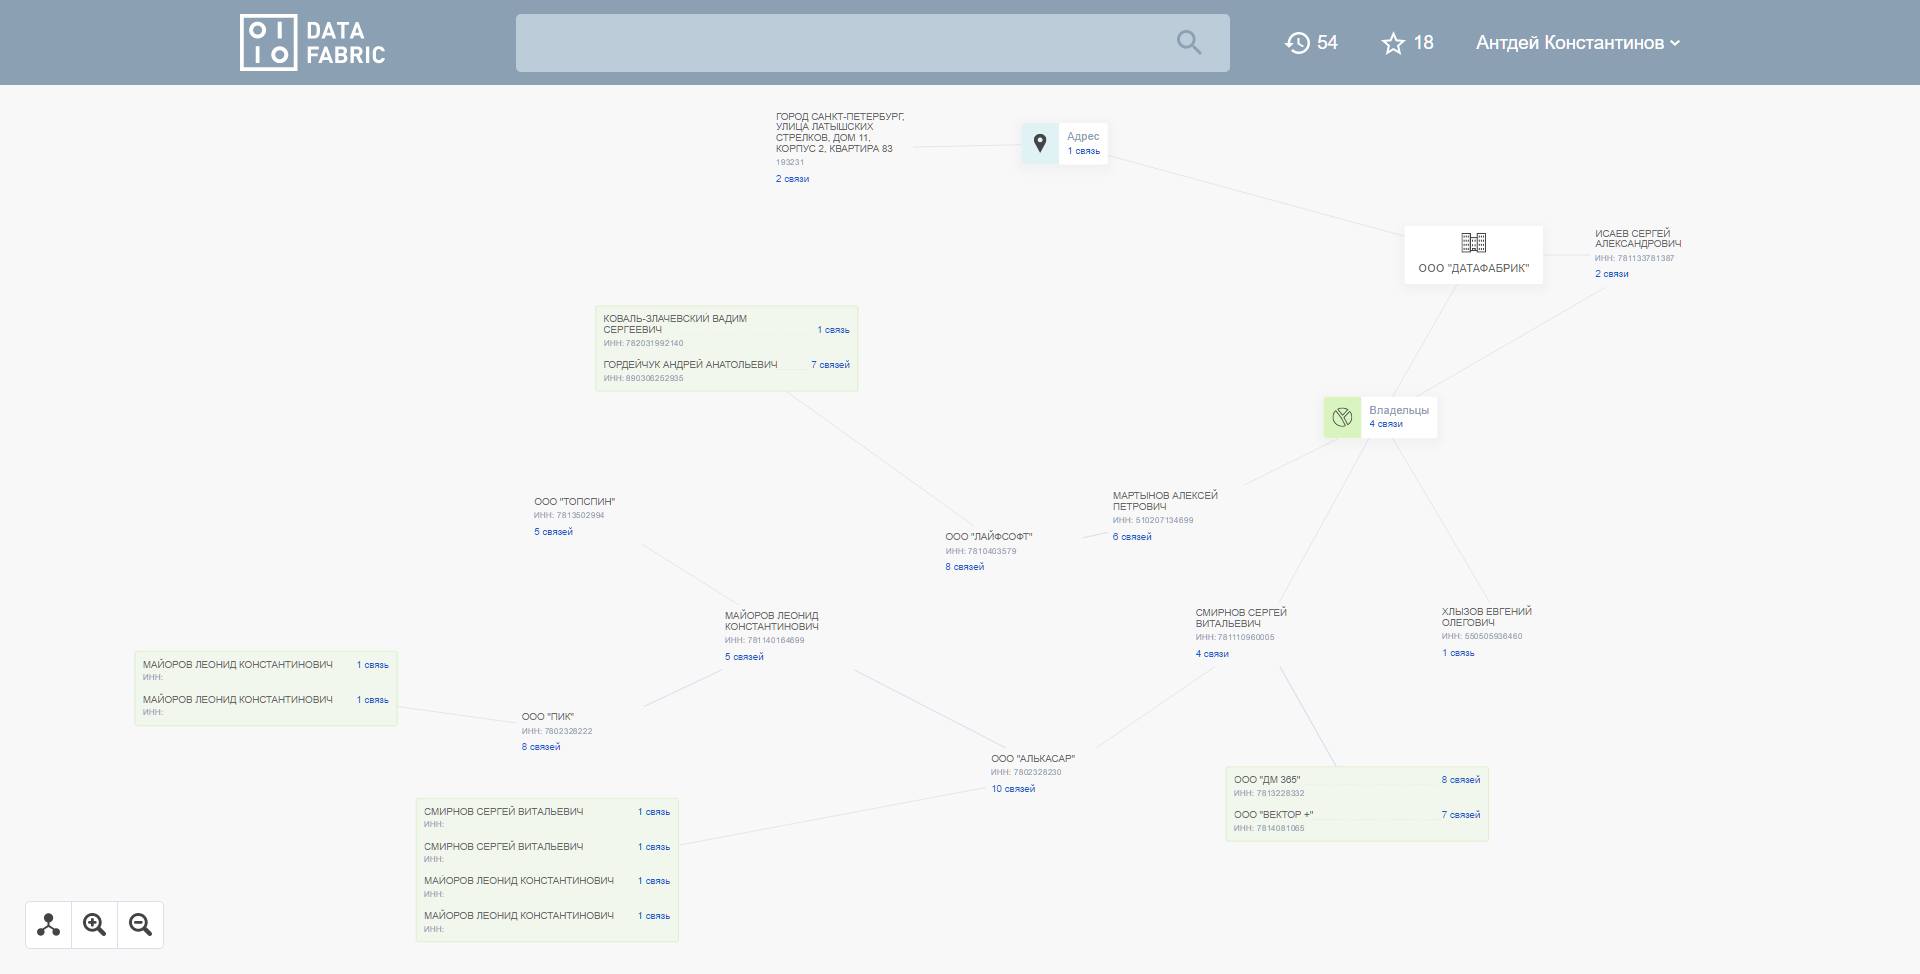 DATA
FABRIC
54
18
Антдей Константинов
ГОРОД САНКТ-ПЕТЕРБУРГ,
УЛИЦА ЛАТЫШСКИХ
СТРЕЛКОВ, ДОМ 11,
КОРПУС 2, КВАРТИРА 83
193231
2 связи
Адрес
1 связь
ООО "ДАТАФАБРИК"
ИСАЕВ СЕРГЕЙ
АЛЕКСАНДРОВИЧ
ИНН: 781133781387
2 связи
КОВАЛЬ-ЗЛАЧЕВСКИЙ ВАДИМ
СЕРГЕЕВИЧ 1 связь
ИНН: 782031992140
ГОРДЕЙЧУК АНДРЕЙ АНАТОЛЬЕВИЧ 7 связей
ИНН: 890306252935
Владельцы
4 связи
ООО "ТОПСПИН"
ИНН: 7813502994
5 связей
МАРТЫНОВ АЛЕКСЕЙ
ПЕТРОВИЧ
ИНН: 510207134699
6 связей
ООО "ЛАЙФСОФТ"
ИНН: 7810403579
8 связей
МАЙОРОВ ЛЕОНИД
КОНСТАНТИНОВИЧ
ИНН: 781140164699
5 связей
СМИРНОВ СЕРГЕЙ
ВИТАЛЬЕВИЧ
ИНН: 781110960005
4 связи
ХЛЫЗОВ ЕВГЕНИЙ
ОЛЕГОВИЧ
ИНН: 550505936460
1 связь
МАЙОРОВ ЛЕОНИД КОНСТАНТИНОВИЧ 1 связь
ИНН:
МАЙОРОВ ЛЕОНИД КОНСТАНТИНОВИЧ 1 связь
ИНН:
ООО "ПИК"
ИНН: 7802326222
8 связей
ООО "АЛЬКАСАР"
ИНН: 7802328230
10 связей
ООО "ДМ 365" 8 связей
ИНН: 7813228332
ООО "ВЕКТОР +" 7 связей
ИНН: 7814081065
СМИРНОВ СЕРГЕЙ ВИТАЛЬЕВИЧ 1 связь
ИНН:
СМИРНОВ СЕРГЕЙ ВИТАЛЬЕВИЧ 1 связь
ИНН:
МАЙОРОВ ЛЕОНИД КОНСТАНТИНОВИЧ 1 связь
ИНН:
МАЙОРОВ ЛЕОНИД КОНСТАНТИНОВИЧ 1 связь
ИНН: